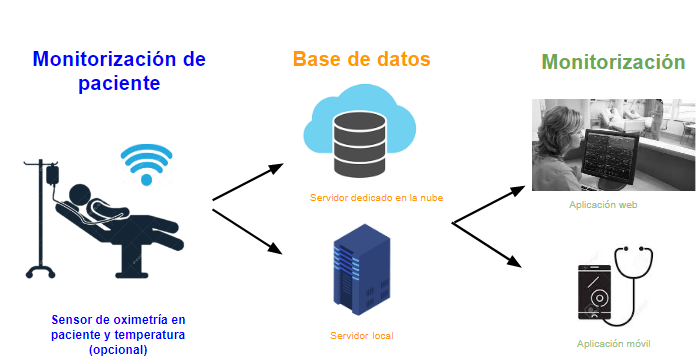 Monitorización de
paciente
Base de datos
Monitorización
Servidor dedicado en la nube
Aplicación web
Sensor de oximetría en
paciente y temperatura
(opcional)
Servidor local
Aplicación móvil